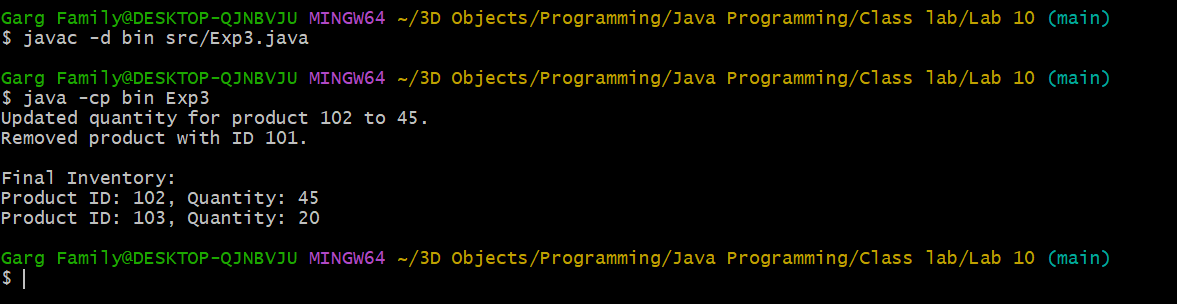 Garg Family@DESKTOP-QJNBVJU MINGW64 ~/3D Objects/Programming/Java Programming/Class lab/Lab 10 (main)
$ javac -d bin src/Exp3.java
Garg Family@DESKTOP-QJNBVJU MINGW64 ~/3D Objects/Programming/Java Programming/Class lab/Lab 10 (main)
$ java -cp bin Exp3
Updated quantity for product 102 to 45.
Removed product with ID 101.
Final Inventory:
Product ID: 102, Quantity: 45
Product ID: 103, Quantity: 20
Garg Family@DESKTOP-QJNBVJU MINGW64 ~/3D Objects/Programming/Java Programming/Class lab/Lab 10 (main)
$